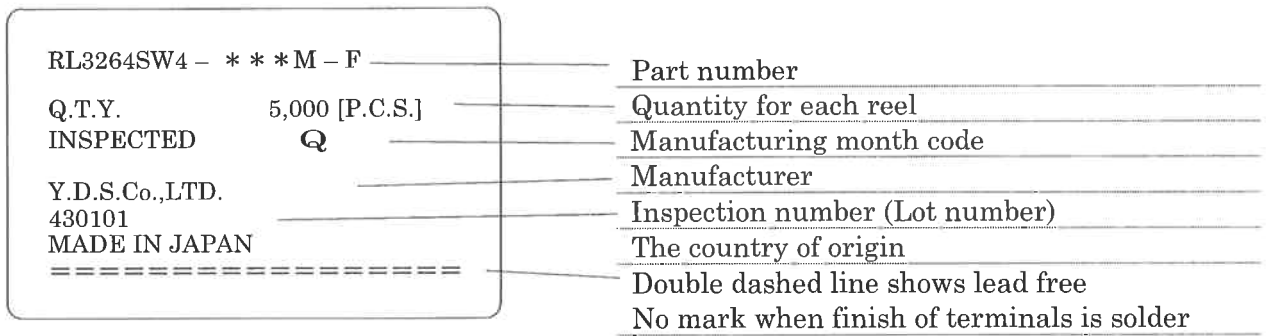 RL3264SW4 – ***M – F
Q.T.Y. 5,000 [P.C.S.]
INSPECTED Q
Y.D.S.Co.,LTD.
430101
MADE IN JAPAN
=================
Part number
Quantity for each reel
Manufacturing month code
Manufacturer
Inspection number (Lot number)
The country of origin
Double dashed line shows lead free
No mark when finish of terminals is solder